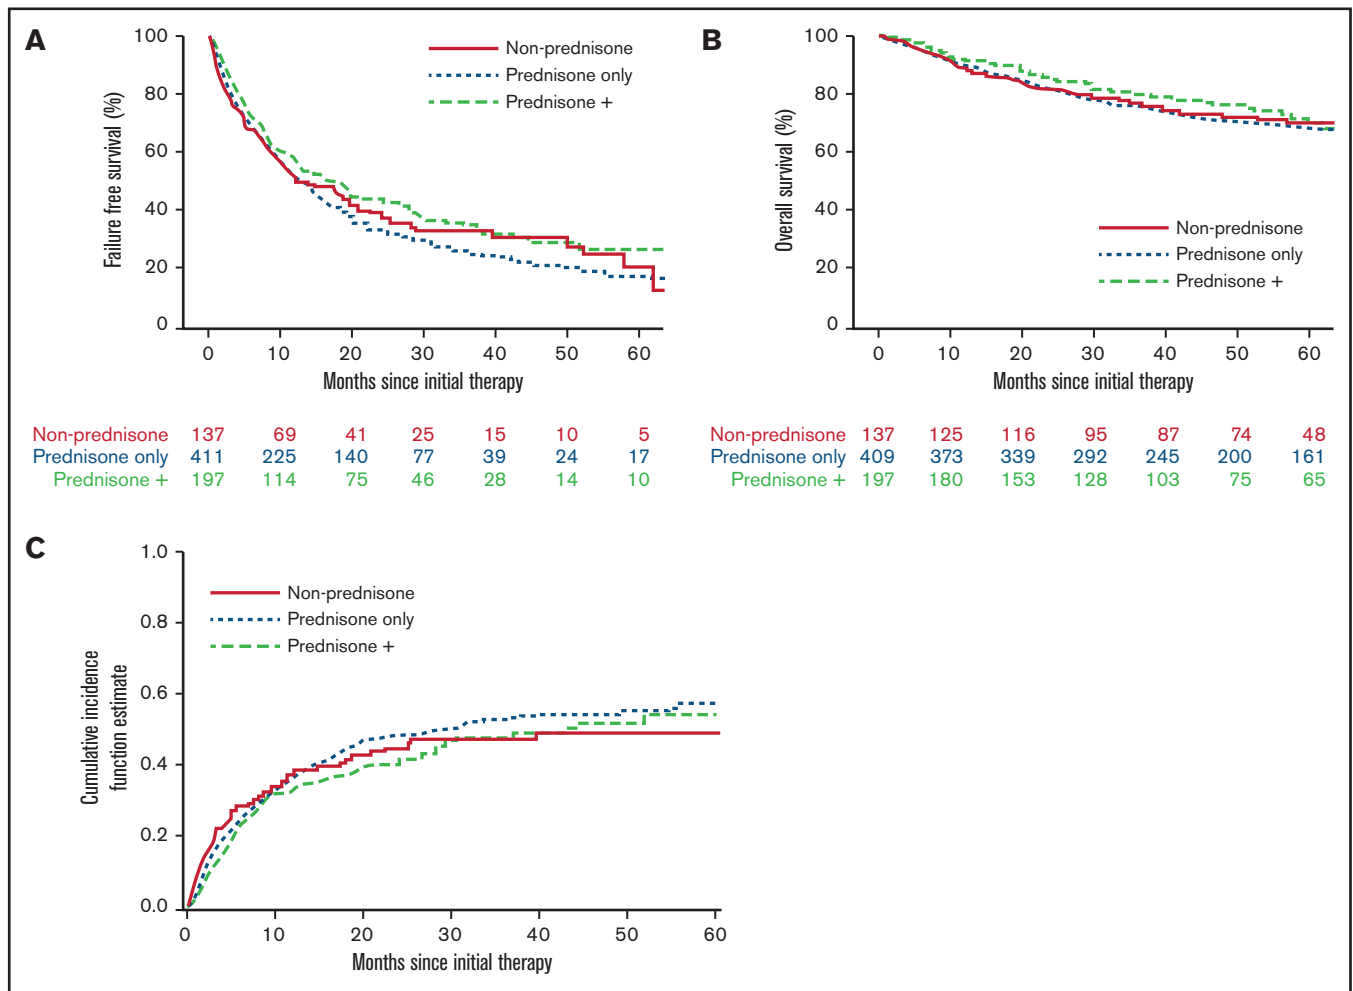 A
100
80
60
40
20
0
Failure free survival (%)
Non-prednisone
Prednisone only
Prednisone +
0 10 20 30 40 50 60
Months since initial therapy
Non-prednisone 137 69 41 25 15 10 5
Prednisone only 411 225 140 77 39 24 17
Prednisone + 197 114 75 46 28 14 10
B
100
80
60
40
20
0
Overall survival (%)
Non-prednisone
Prednisone only
Prednisone +
0 10 20 30 40 50 60
Months since initial therapy
Non-prednisone 137 125 116 95 87 74 48
Prednisone only 409 373 339 292 245 200 161
Prednisone + 197 180 153 128 103 75 65
C
1.0
0.8
0.6
0.4
0.2
0.0
Cumulative incidence
function estimate
Non-prednisone
Prednisone only
Prednisone +
0 10 20 30 40 50 60
Months since initial therapy